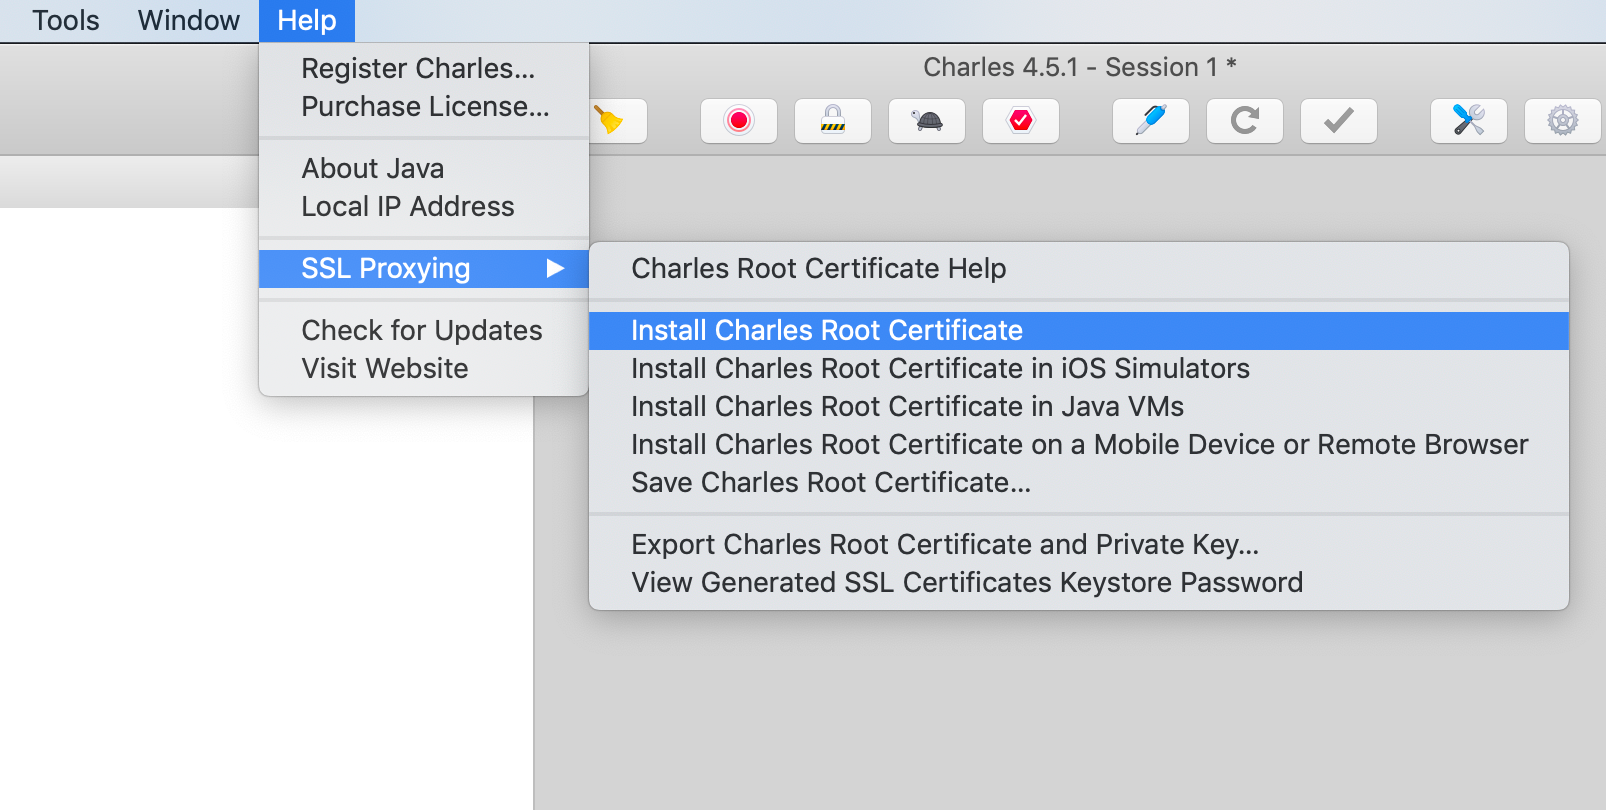 Tools Window Help
Charles 4.5.1 - Session 1 *
Register Charles...
Purchase License...
About Java
Local IP Address
SSL Proxying
Check for Updates
Visit Website
Charles Root Certificate Help
Install Charles Root Certificate
Install Charles Root Certificate in iOS Simulators
Install Charles Root Certificate in Java VMs
Install Charles Root Certificate on a Mobile Device or Remote Browser
Save Charles Root Certificate...
Export Charles Root Certificate and Private Key...
View Generated SSL Certificates Keystore Password